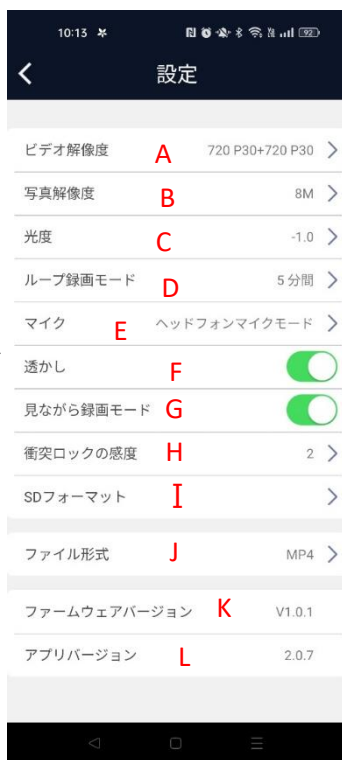 10:13 92
設定
ビデオ解像度 A 720 P30+720 P30
写真解像度 B 8M
光度 C -1.0
ループ録画モード D 5 分間
マイク E ヘッドフォンマイクモード
透かし F
見ながら録画モード G
衝突ロックの感度 H 2
SDフォーマット I
ファイル形式 J MP4
ファームウェアバージョン K V1.0.1
アプリバージョン L 2.0.7